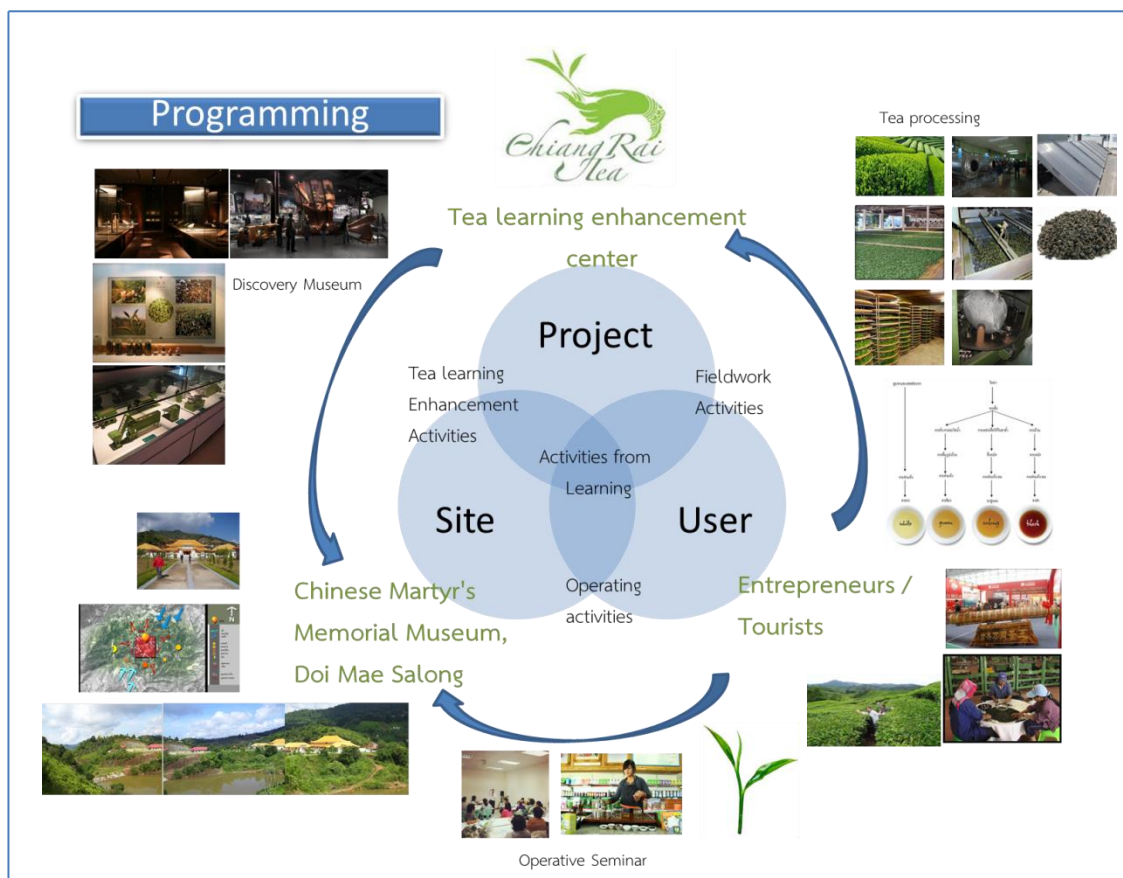 Programming
ChiangRai
Tea
Tea processing
Tea learning enhancement
center
Discovery Museum
Project
Tea learning
Enhancement
Activities
Fieldwork
Activities
Activities from
Learning
Site
User
white
green
oolong
black
Operating
activities
Chinese Martyr's
Memorial Museum,
Doi Mae Salong
Entrepreneurs /
Tourists
N
Operative Seminar